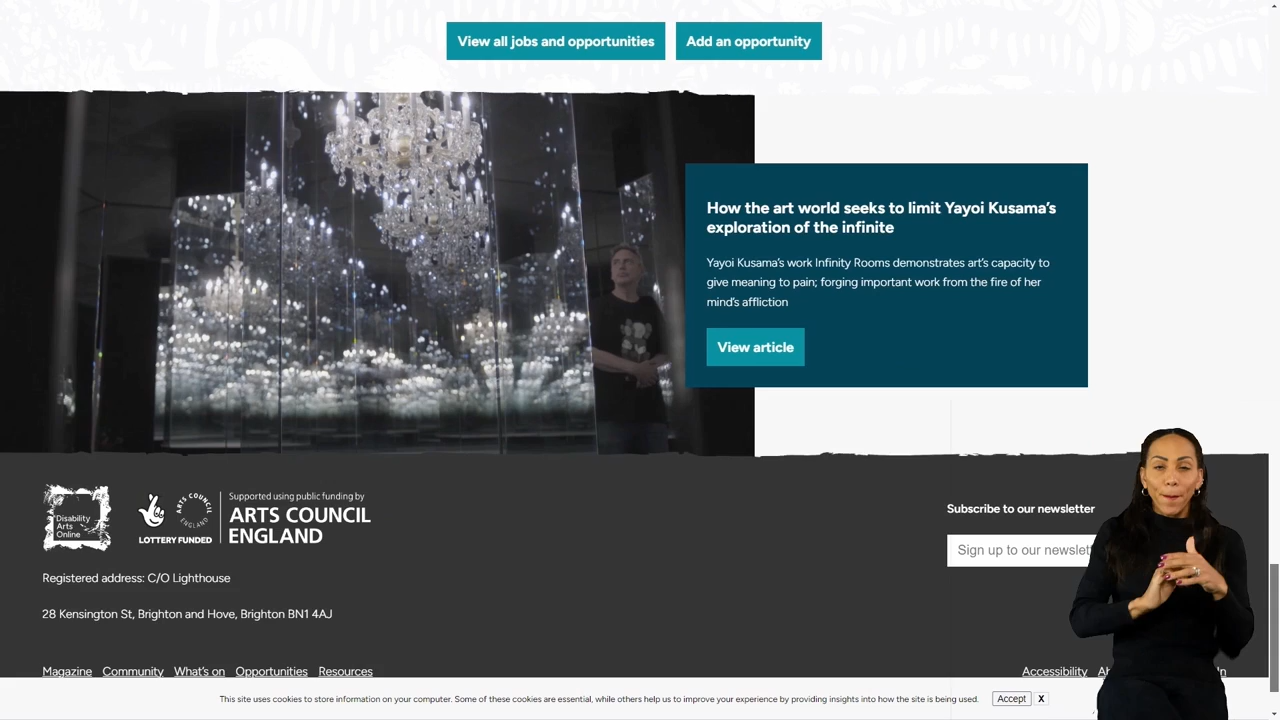 View all jobs and opportunities
Add an opportunity
How the art world seeks to limit Yayoi Kusama’s
exploration of the infinite
Yayoi Kusama’s work Infinity Rooms demonstrates art’s capacity to
give meaning to pain; forging important work from the fire of her
mind’s affliction
View article
Disability
Arts
Online
ARTS COUNCIL
ENGLAND
LOTTERY FUNDED
Supported using public funding by
ARTS COUNCIL
ENGLAND
Registered address: C/O Lighthouse
28 Kensington St, Brighton and Hove, Brighton BN1 4AJ
Subscribe to our newsletter
Sign up to our newslet
Magazine Community What’s on Opportunities Resources
Accessibility
This site uses cookies to store information on your computer. Some of these cookies are essential, while others help us to improve your experience by providing insights into how the site is being used.
Accept X